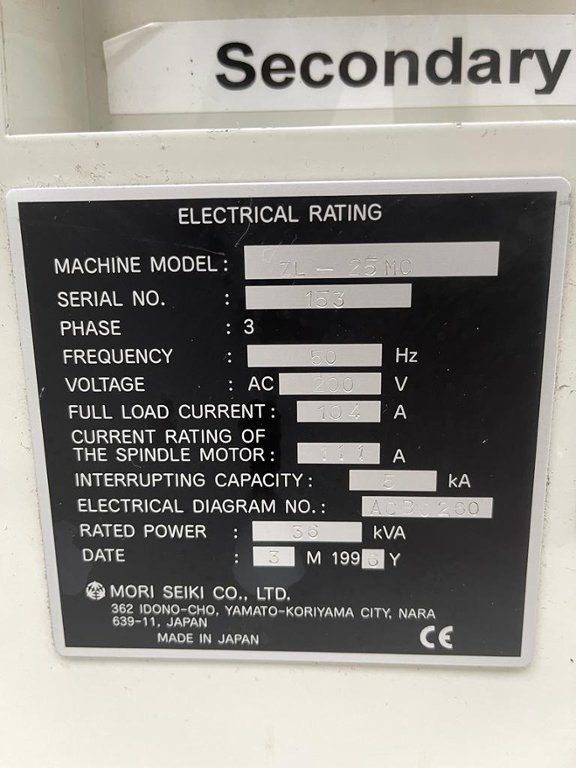 Secondary
ELECTRICAL RATING
MACHINE MODEL: ZL-25MC
SERIAL NO. : 153
PHASE : 3
FREQUENCY : 50 Hz
VOLTAGE : AC 200 V
FULL LOAD CURRENT: 104 A
CURRENT RATING OF
THE SPINDLE MOTOR: 111 A
INTERRUPTING CAPACITY: 5 kA
ELECTRICAL DIAGRAM NO.:
RATED POWER : 36 kVA
DATE : 3 M 1996 Y
MORI SEIKI CO., LTD.
362 IDONO-CHO, YAMATO-KORIYAMA CITY, NARA
639-11, JAPAN
MADE IN JAPAN
CE